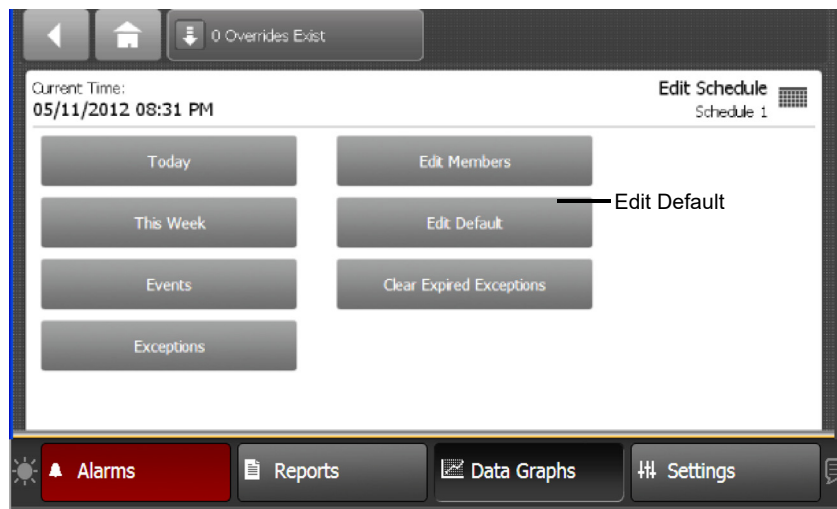 0 Overrides Exist
Current Time:
05/11/2012 08:31 PM
Edit Schedule
Schedule 1
Today
Edit Members
This Week
Edit Default
Edit Default
Events
Clear Expired Exceptions
Exceptions
Alarms
Reports
Data Graphs
Settings